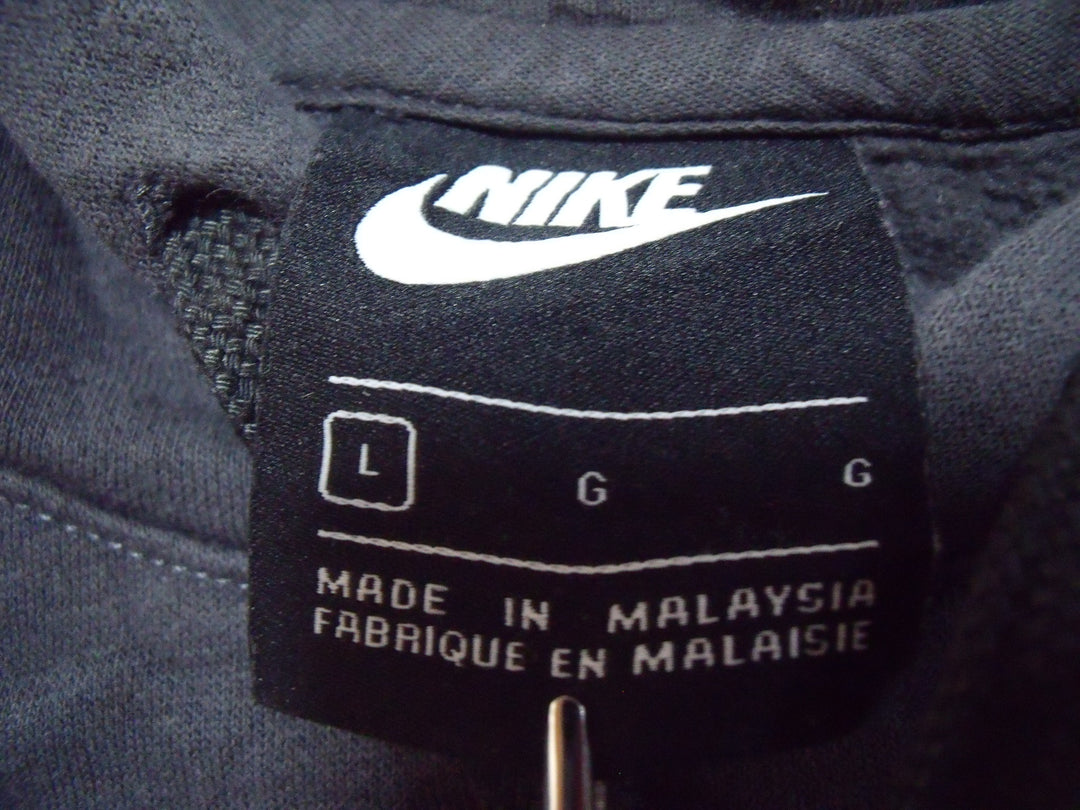 NIKE
L G G
MADE IN MALAYSIA
FABRIQUE EN MALAISIE